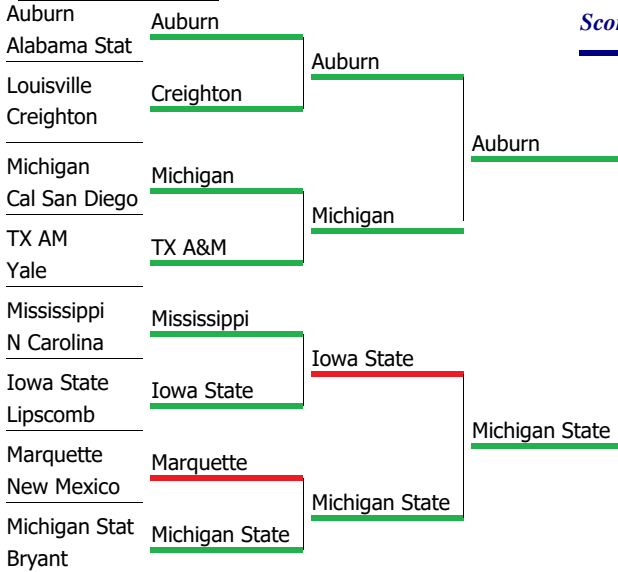 Auburn
Alabama Stat
Louisville
Creighton
Michigan
Cal San Diego
TX AM
Yale
Mississippi
N Carolina
Iowa State
Lipscomb
Marquette
New Mexico
Michigan Stat
Bryant
Auburn
Creighton
Michigan
TX A&M
Mississippi
Iowa State
Marquette
Michigan State
Auburn
Michigan
Iowa State
Michigan State
Auburn
Michigan State